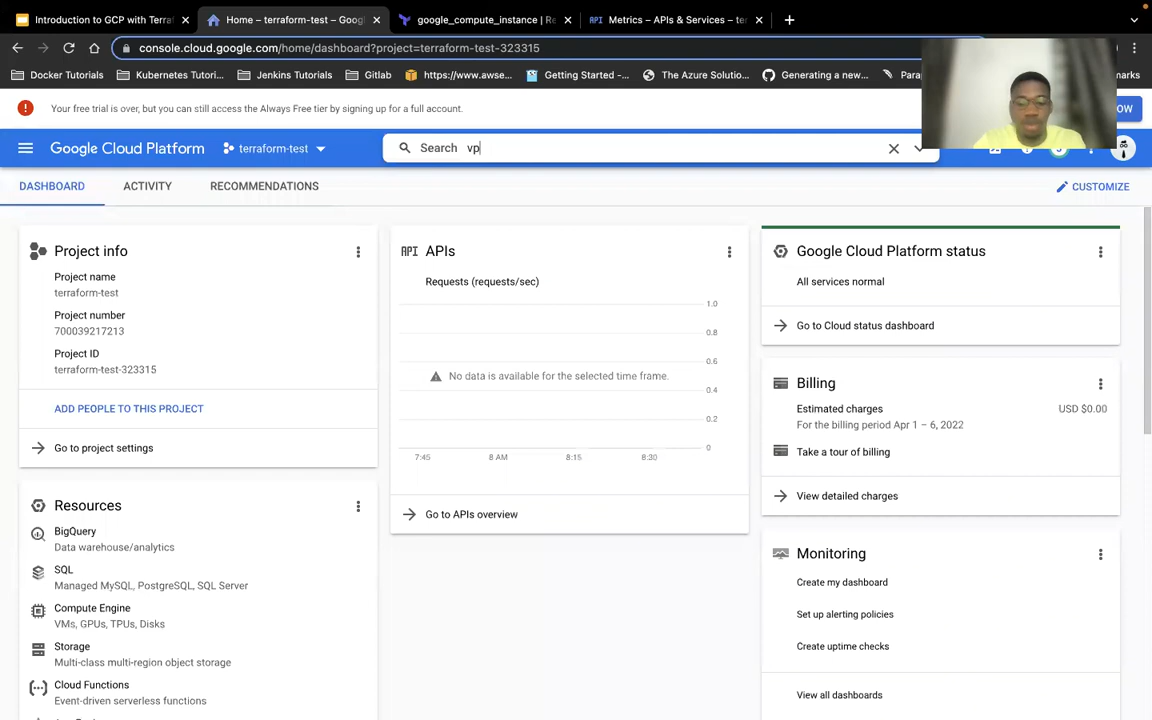 Introduction to GCP with Terraf
Home – terraform-test – Goog
google_compute_instance | Re
API Metrics – APIs & Services – ter
console.cloud.google.com/home/dashboard?project=terraform-test-323315
Docker Tutorials
Kubernetes Tutori...
Jenkins Tutorials
Gitlab
https://www.awse...
Getting Started -...
The Azure Solutio...
Generating a new...
Para
marks
Your free trial is over, but you can still access the Always Free tier by signing up for a full account.
OW
Google Cloud Platform
terraform-test
Search vp
DASHBOARD
ACTIVITY
RECOMMENDATIONS
CUSTOMIZE
Project info
Project name
terraform-test
Project number
700039217213
Project ID
terraform-test-323315
ADD PEOPLE TO THIS PROJECT
Go to project settings
Resources
BigQuery
Data warehouse/analytics
SQL
Managed MySQL, PostgreSQL, SQL Server
Compute Engine
VMs, GPUs, TPUs, Disks
Storage
Multi-class multi-region object storage
Cloud Functions
Event-driven serverless functions
API APIs
Requests (requests/sec)
1.0
0.8
0.6
No data is available for the selected time frame.
0.4
0.2
0
7:45
8 AM
8:15
8:30
Go to APIs overview
Google Cloud Platform status
All services normal
Go to Cloud status dashboard
Billing
Estimated charges
USD $0.00
For the billing period Apr 1 – 6, 2022
Take a tour of billing
View detailed charges
Monitoring
Create my dashboard
Set up alerting policies
Create uptime checks
View all dashboards